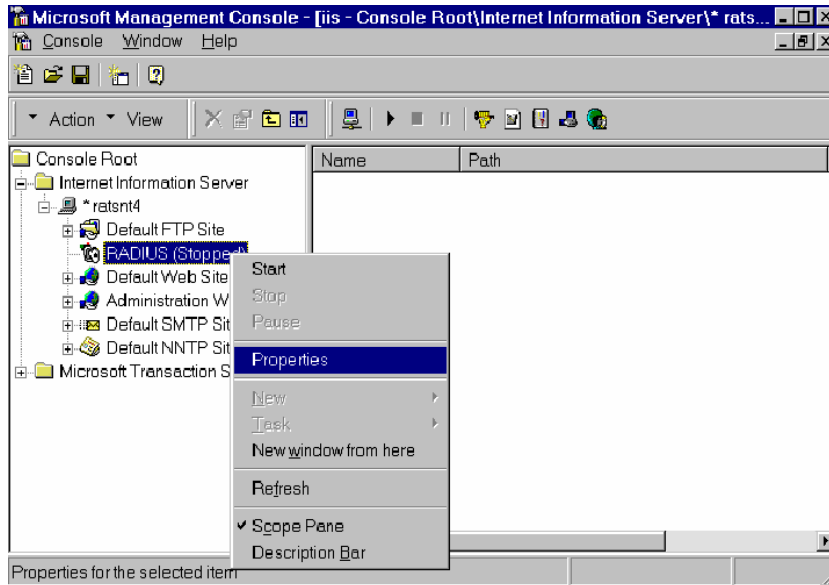 Microsoft Management Console - [iis - Console Root\Internet Information Server\* rats...
Console Window Help
Action View
Console Root
Name Path
Internet Information Server
* ratsnt4
Default FTP Site
RADIUS (Stopped)
Default Web Site
Administration W
Default SMTP Sit
Default NNTP Sit
Microsoft Transaction S
Start
Stop
Pause
Properties
New
Task
New window from here
Refresh
Scope Pane
Description Bar
Properties for the selected item